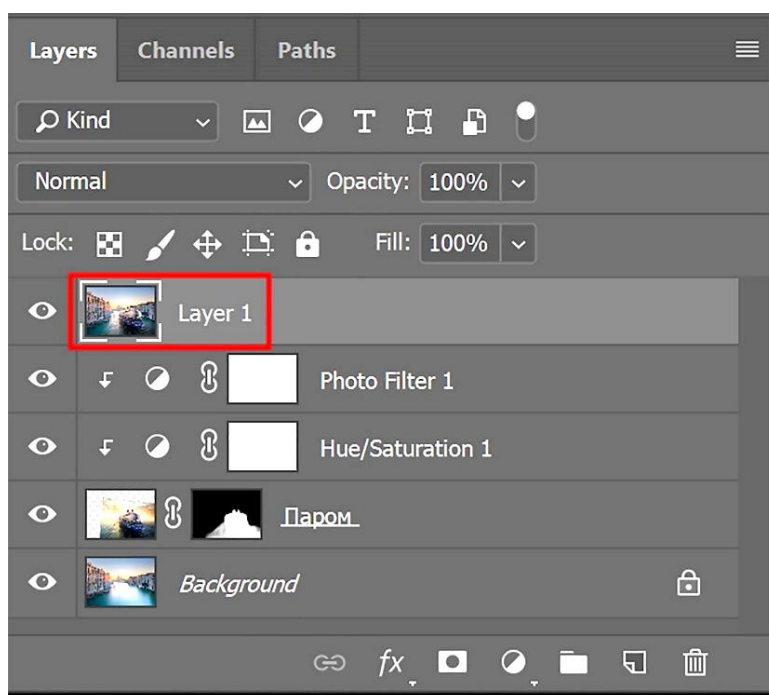 Layers Channels Paths
Kind
Normal Opacity: 100%
Lock: Fill: 100%
Layer 1
Photo Filter 1
Hue/Saturation 1
Паром
Background
fx